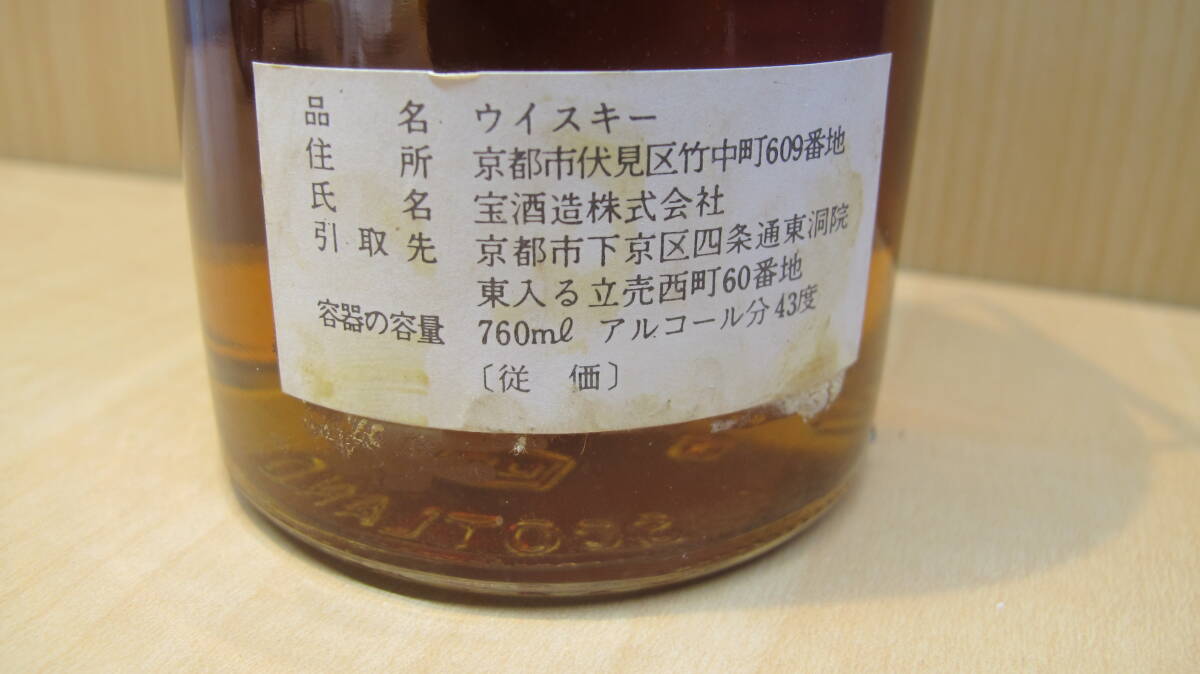 品名 ウイスキー
住所 京都市伏見区竹中町609番地
氏名 宝酒造株式会社
引取先 京都市下京区四条通東洞院
東入る立売西町60番地
容器の容量 760ml アルコール分43度
〔従価〕
SCOTLAND